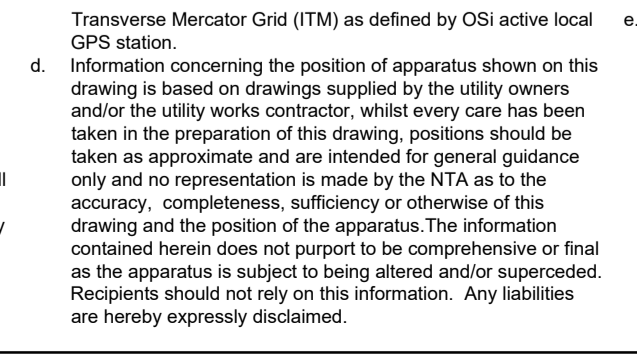 Transverse Mercator Grid (ITM) as defined by OSi active local e.
GPS station.
d. Information concerning the position of apparatus shown on this
drawing is based on drawings supplied by the utility owners
and/or the utility works contractor, whilst every care has been
taken in the preparation of this drawing, positions should be
taken as approximate and are intended for general guidance
only and no representation is made by the NTA as to the
accuracy, completeness, sufficiency or otherwise of this
drawing and the position of the apparatus.The information
contained herein does not purport to be comprehensive or final
as the apparatus is subject to being altered and/or superceded.
Recipients should not rely on this information. Any liabilities
are hereby expressly disclaimed.